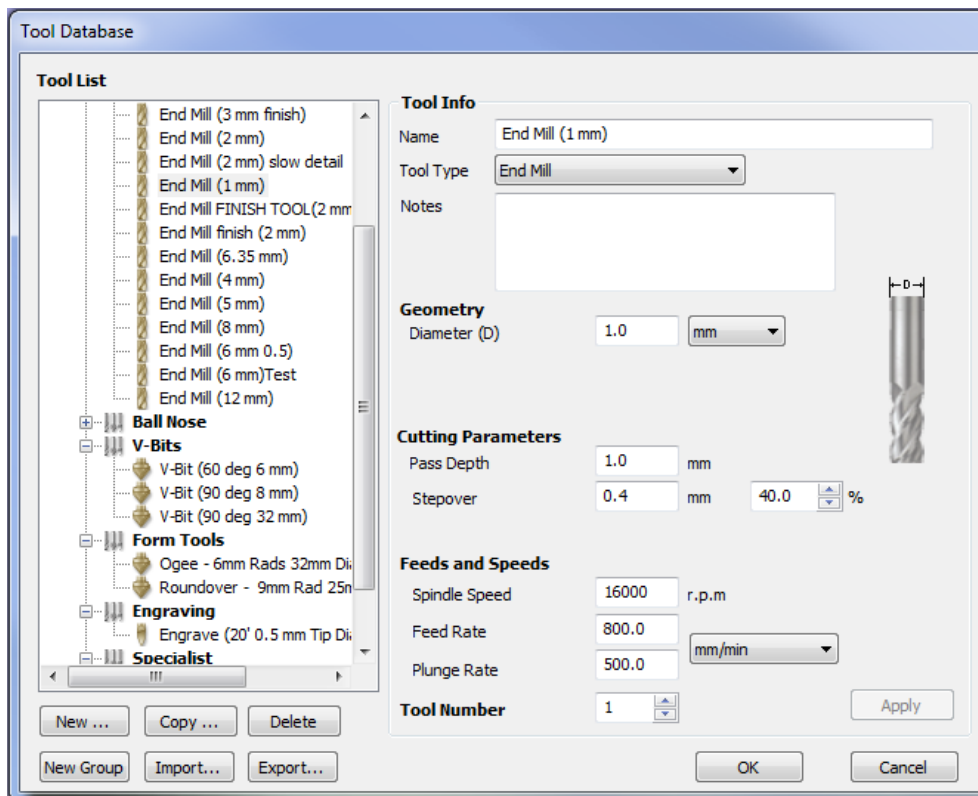 Tool Database
Tool List
End Mill (3 mm finish)
End Mill (2 mm)
End Mill (2 mm) slow detail
End Mill (1 mm)
End Mill FINISH TOOL(2 mm
End Mill finish (2 mm)
End Mill (6.35 mm)
End Mill (4 mm)
End Mill (5 mm)
End Mill (8 mm)
End Mill (6 mm 0.5)
End Mill (6 mm)Test
End Mill (12 mm)
Ball Nose
V-Bits
V-Bit (60 deg 6 mm)
V-Bit (90 deg 8 mm)
V-Bit (90 deg 32 mm)
Form Tools
Ogee - 6mm Rads 32mm Di
Roundover - 9mm Rad 25
Engraving
Engrave (20' 0.5 mm Tip Di
Specialist
New ... Copy ... Delete
New Group Import... Export...
Tool Info
Name End Mill (1 mm)
Tool Type End Mill
Notes
Geometry
Diameter (D) 1.0 mm
D
Cutting Parameters
Pass Depth 1.0 mm
Stepover 0.4 mm 40.0 %
Feeds and Speeds
Spindle Speed 16000 r.p.m
Feed Rate 800.0
mm/min
Plunge Rate 500.0
Tool Number 1
Apply
OK Cancel